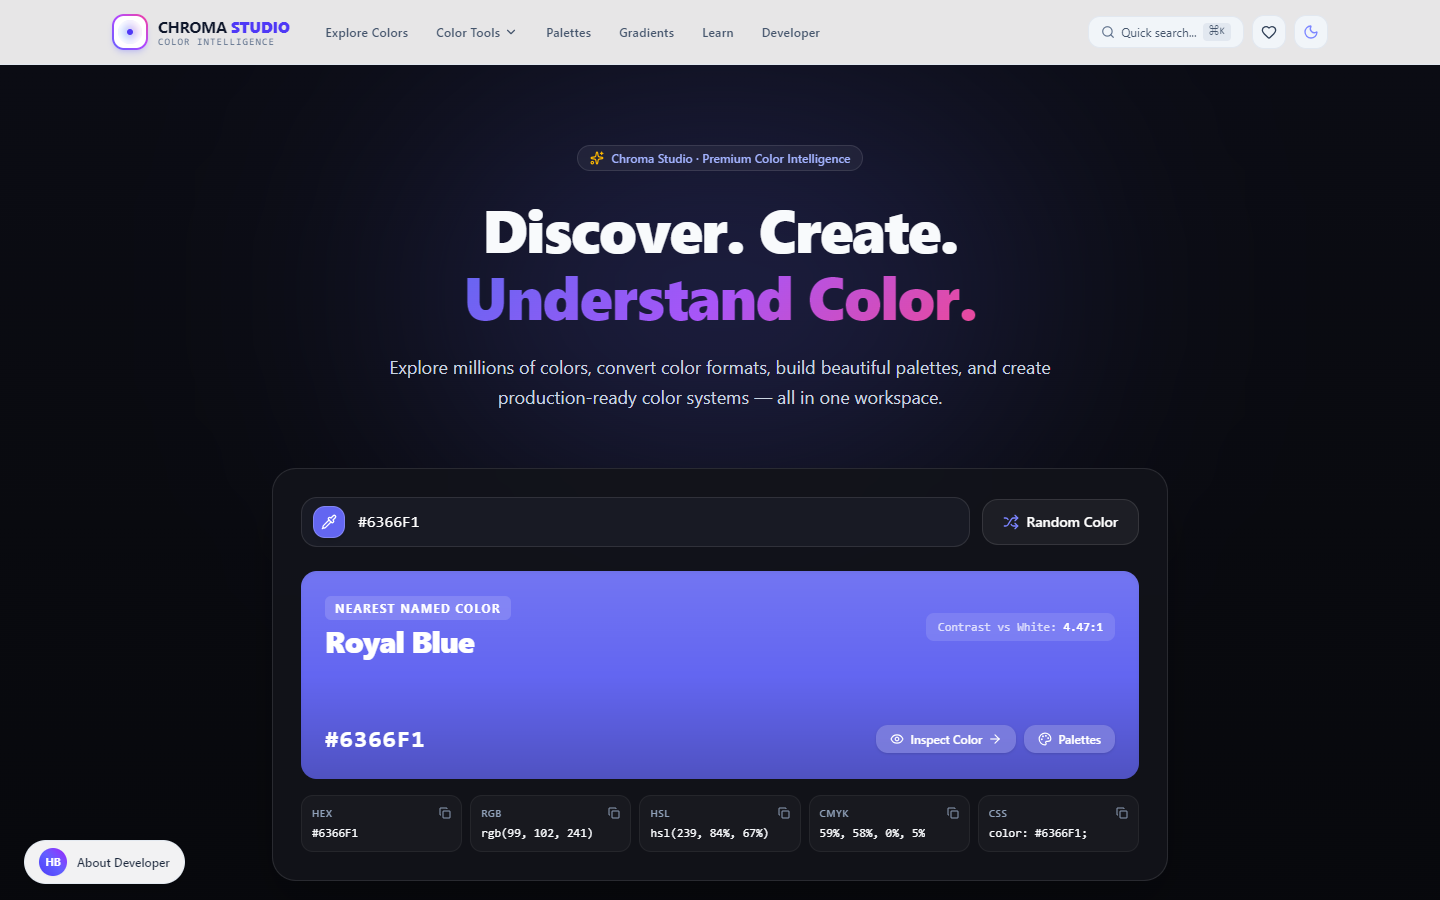 CHROMA STUDIO
COLOR INTELLIGENCE
Explore Colors
Color Tools
Palettes
Gradients
Learn
Developer
Quick search...
⌘K
Chroma Studio · Premium Color Intelligence
Discover. Create.
Understand Color.
Explore millions of colors, convert color formats, build beautiful palettes, and create
production-ready color systems — all in one workspace.
#6366F1
Random Color
NEAREST NAMED COLOR
Royal Blue
Contrast vs White: 4.47:1
#6366F1
Inspect Color
Palettes
HEX
#6366F1
RGB
rgb(99, 102, 241)
HSL
hsl(239, 84%, 67%)
CMYK
59%, 58%, 0%, 5%
CSS
color: #6366F1;
HB
About Developer